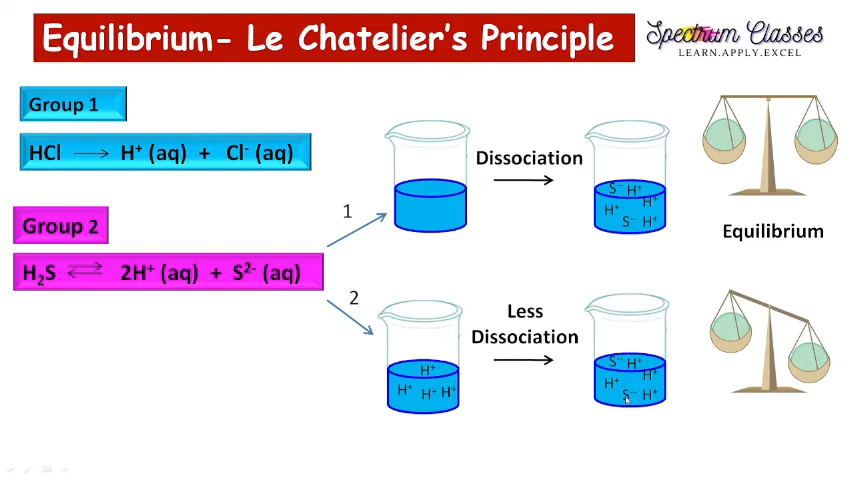 Equilibrium- Le Chatelier's Principle
Spectrum Classes
LEARN.APPLY.EXCEL
Group 1
HCl ⟶ H⁺ (aq) + Cl⁻ (aq)
Group 2
H₂S ⇌ 2H⁺ (aq) + S²⁻ (aq)
1
Dissociation
S⁻⁻ H⁺
H⁺
H⁺
S⁻⁻ H⁺
Equilibrium
2
Less
Dissociation
H⁺
H⁺ H⁺ H⁺
S⁻⁻ H⁺
H⁺
H⁺
S⁻⁻ H⁺